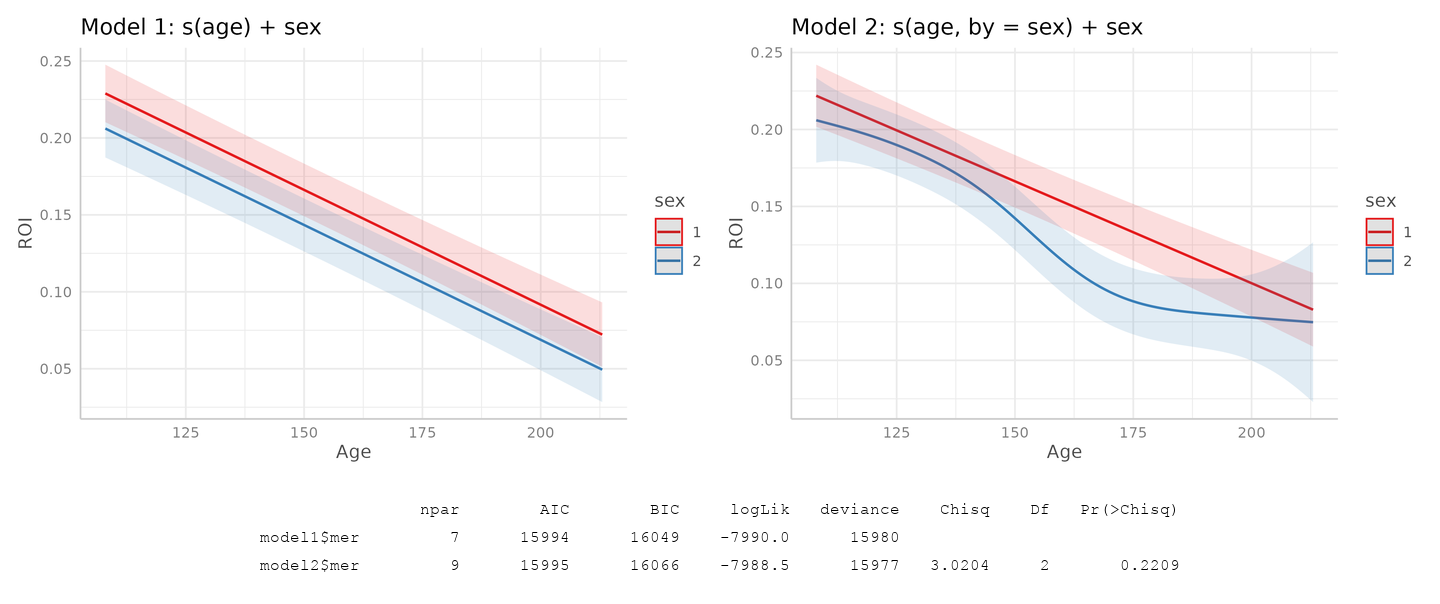 Model 1: s(age) + sex
0.25
0.20
0.15
0.10
0.05
ROI
125 150 175 200
Age
sex
1
2
Model 2: s(age, by = sex) + sex
0.25
0.20
0.15
0.10
0.05
ROI
125 150 175 200
Age
sex
1
2
npar AIC BIC logLik deviance Chisq Df Pr(>Chisq)
model1$mer 7 15994 16049 -7990.0 15980
model2$mer 9 15995 16066 -7988.5 15977 3.0204 2 0.2209